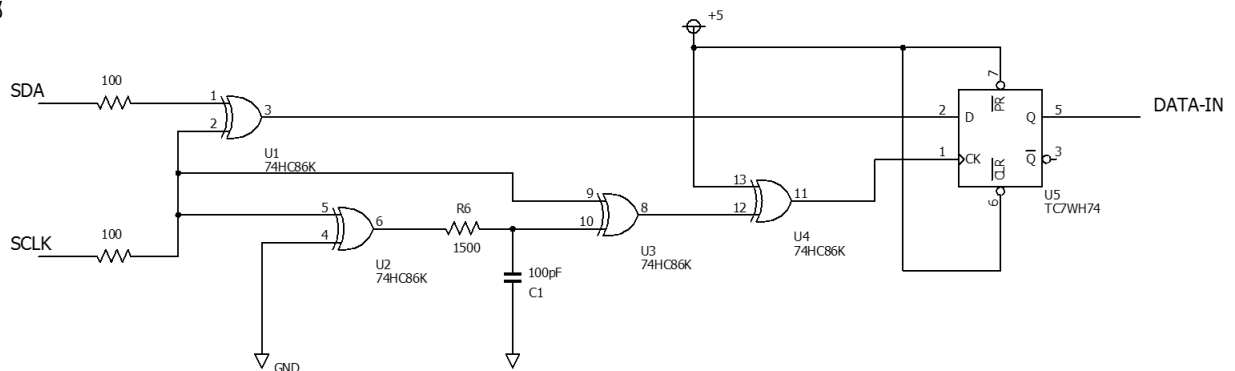 +5
SDA
100
1
2
3
U1
74HC86K
SCLK
100
5
4
6
U2
74HC86K
GND
R6
1500
100pF
C1
9
10
8
U3
74HC86K
13
12
11
U4
74HC86K
7
PR
2
D
Q
5
DATA-IN
1
CK
Q
3
CLR
6
U5
TC7WH74